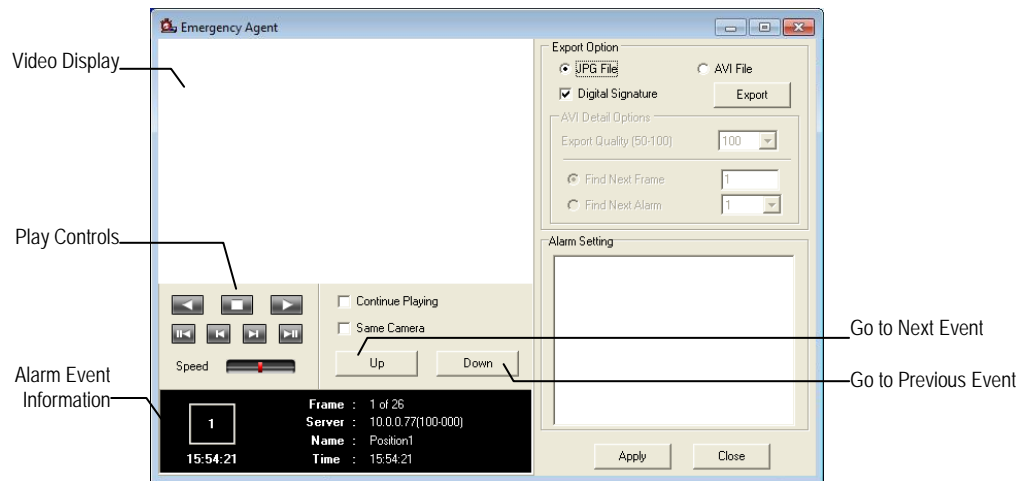 Emergency Agent
Video Display
Export Option
JPG File
AVI File
Digital Signature
Export
AVI Detail Options
Export Quality (50-100)
100
Find Next Frame
1
Find Next Alarm
1
Play Controls
Alarm Setting
Continue Playing
Same Camera
Go to Next Event
Speed
Up
Down
Go to Previous Event
Alarm Event
Information
1
15:54:21
Frame : 1 of 26
Server : 10.0.0.77(100-000)
Name : Position1
Time : 15:54:21
Apply
Close